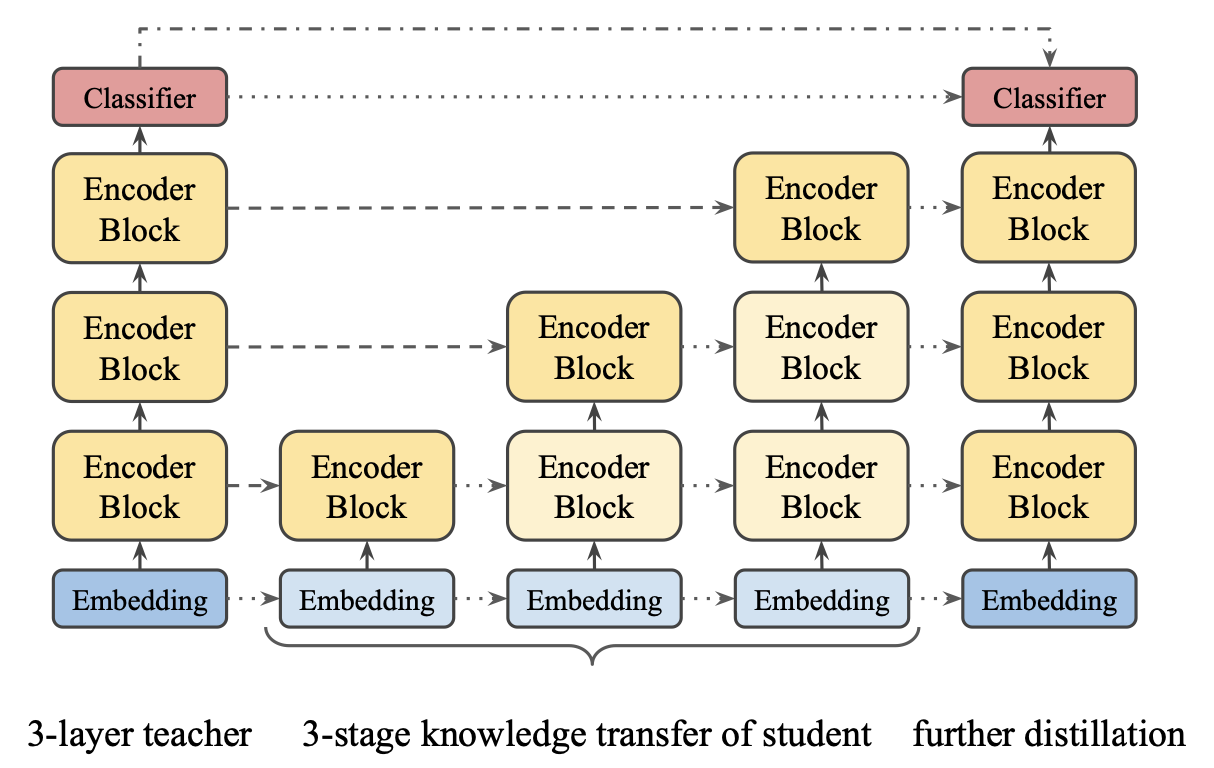 Classifier
Classifier
Encoder
Block
Encoder
Block
Encoder
Block
Encoder
Block
Encoder
Block
Encoder
Block
Encoder
Block
Encoder
Block
Encoder
Block
Encoder
Block
Encoder
Block
Encoder
Block
Embedding
Embedding
Embedding
Embedding
Embedding
3-layer teacher
3-stage knowledge transfer of student
further distillation